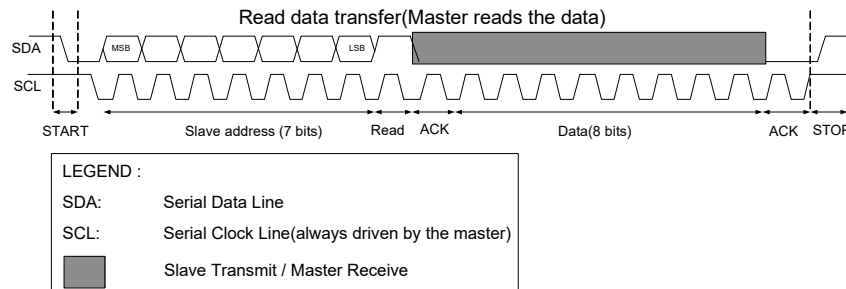 Read data transfer(Master reads the data)
SDA MSB LSB
SCL
START Slave address (7 bits) Read ACK Data(8 bits) ACK STOP
LEGEND :
SDA: Serial Data Line
SCL: Serial Clock Line(always driven by the master)
Slave Transmit / Master Receive